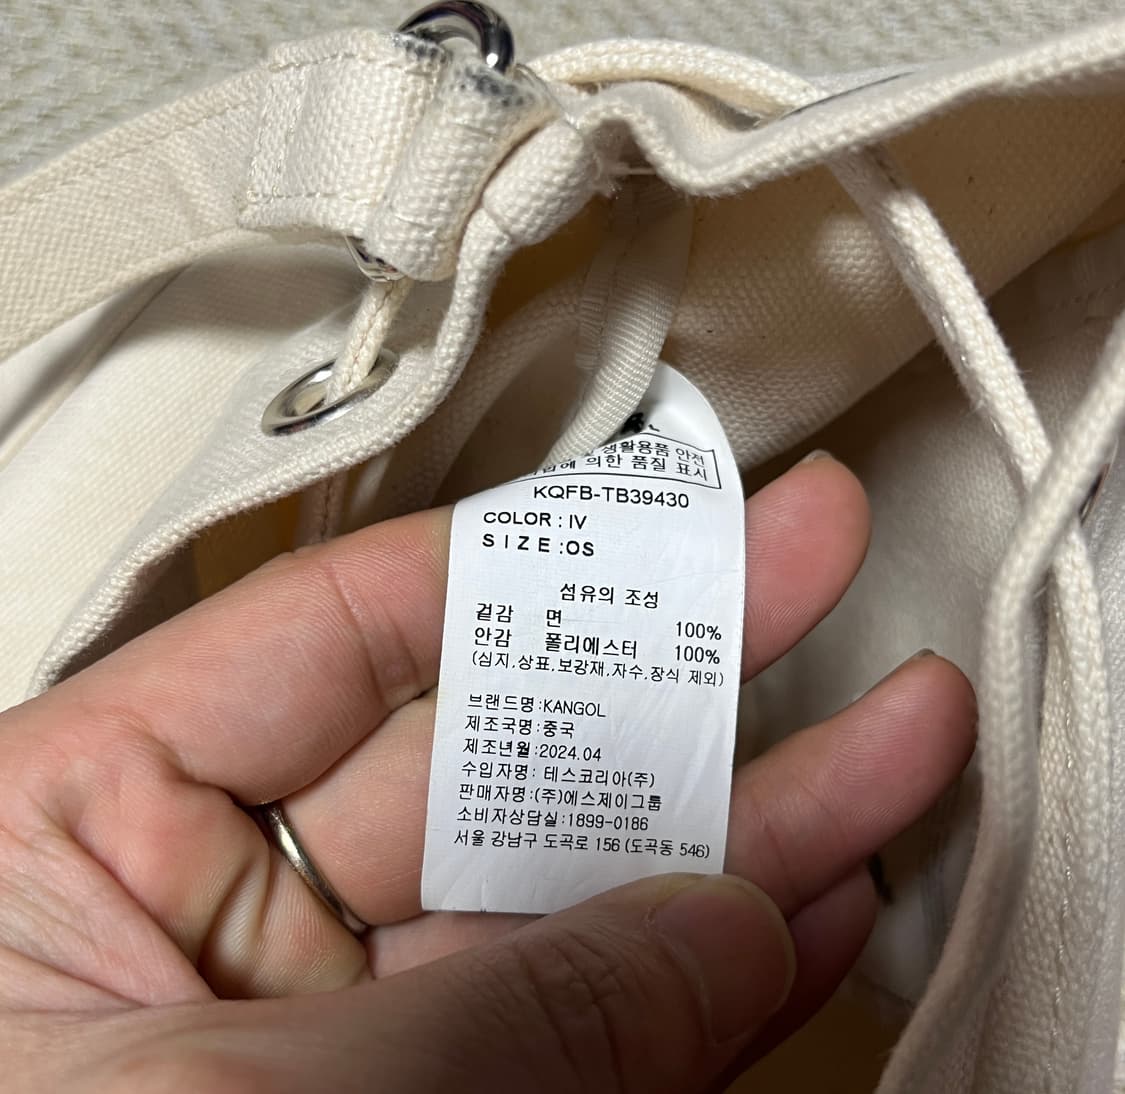 생활용품 안전
의한 품질 표시
KQFB-TB39430
COLOR : IV
SIZE :OS
섬유의 조성
겉감 면 100%
안감 폴리에스터 100%
(심지,상표,보강재,자수,장식 제외)
브랜드명:KANGOL
제조국명:중국
제조년월:2024.04
수입자명: 테스코리아(주)
판매자명:(주)에스제이그룹
소비자상담실:1899-0186
서울 강남구 도곡로 156 (도곡동 546)